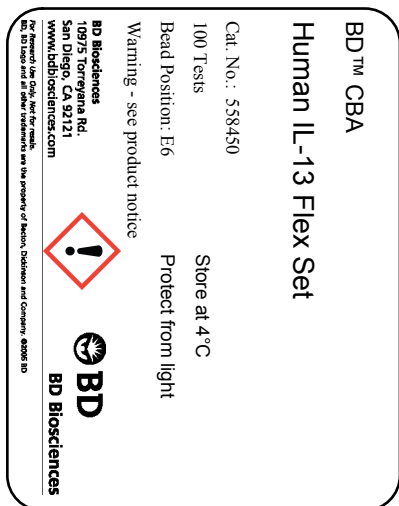 BD™ CBA
Human IL-13 Flex Set
Cat. No.: 558450
100 Tests Store at 4°C
Bead Position: E6 Protect from light
Warning - see product notice
BD Biosciences
10975 Torreyana Rd.
San Diego, CA 92121
www.bdbiosciences.com
BD
BD Biosciences
For Research Use Only. Not for resale.
BD, BD Logo and all other trademarks are the property of Becton, Dickinson and Company. ©2005 BD